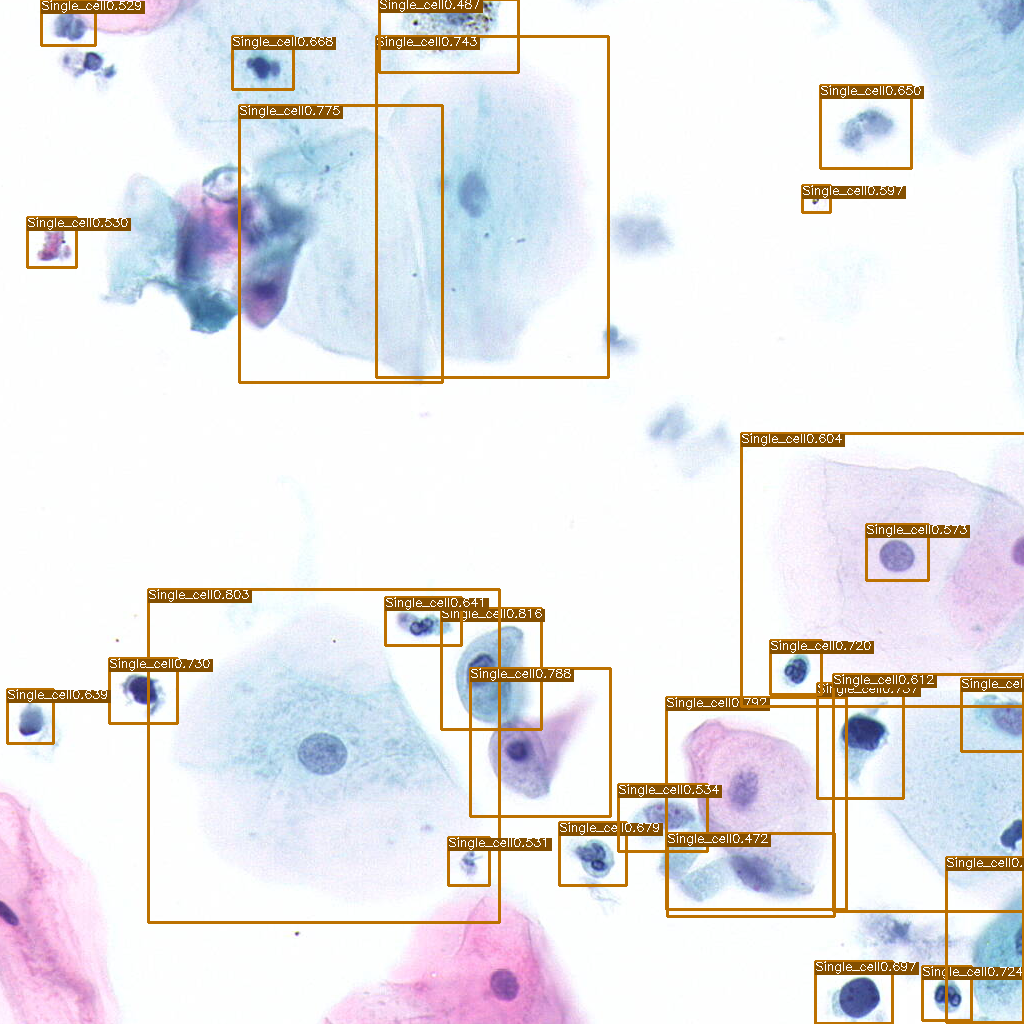 Single_cell0.529
Single_cell0.487
Single_cell0.668
Single_cell0.743
Single_cell0.650
Single_cell0.775
Single_cell0.597
Single_cell0.530
Single_cell0.604
Single_cell0.573
Single_cell0.803
Single_cell0.641
Single_cell0.816
Single_cell0.720
Single_cell0.730
Single_cell0.788
Single_cell0.612
Single_cel
Single_cell0.639
Single_cell0.792
Single_cell0.534
Single_cell0.679
Single_cell0.472
Single_cell0.531
Single_cell0.
Single_cell0.697
Single_cell0.724